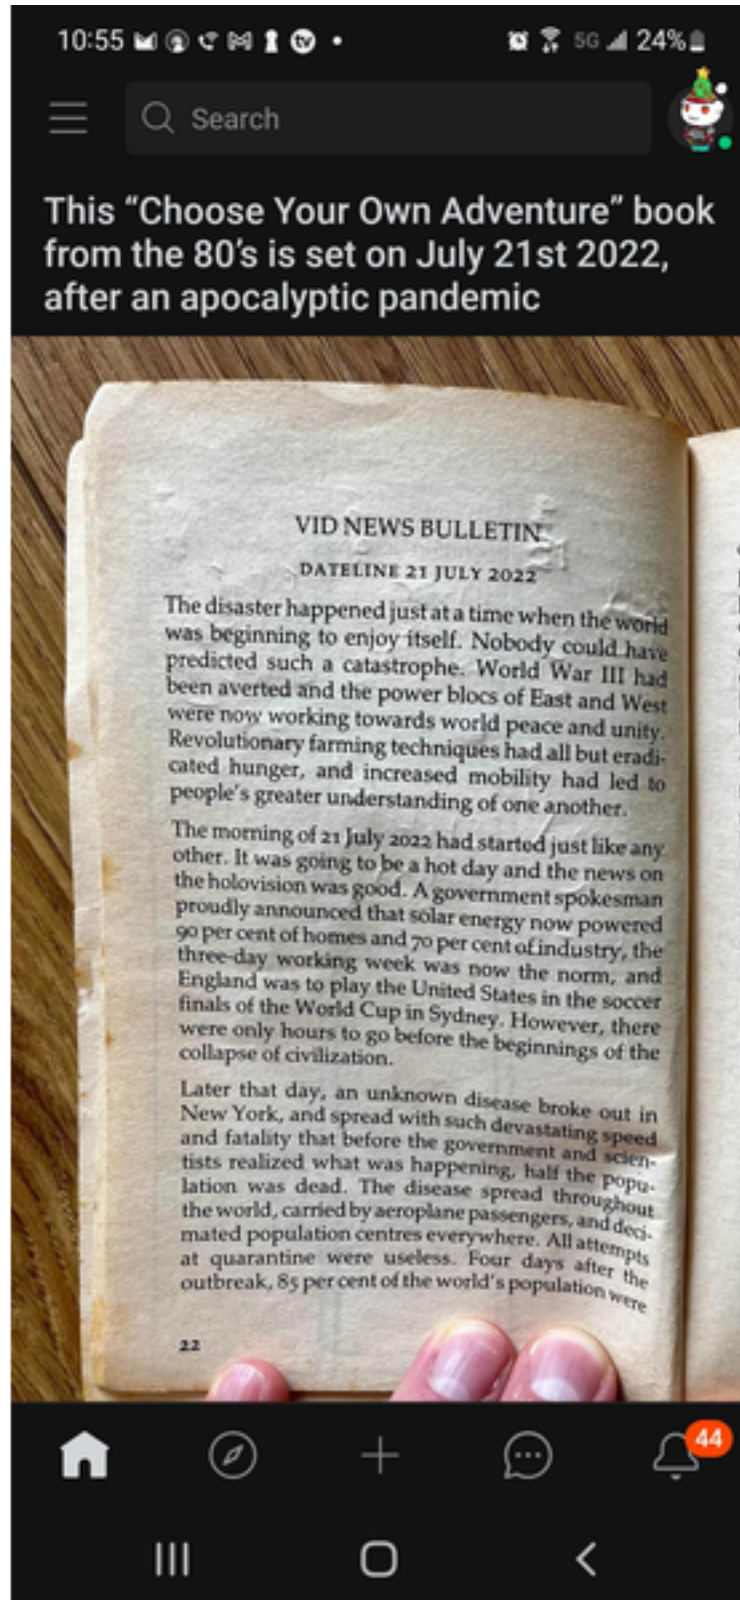 10:55
5G
24%
Search
This “Choose Your Own Adventure” book
from the 80's is set on July 21st 2022,
after an apocalyptic pandemic
VID NEWS BULLETIN
DATELINE 21 JULY 2022
The disaster happened just at a time when the world
was beginning to enjoy itself. Nobody could have
predicted such a catastrophe. World War III had
been averted and the power blocs of East and West
were now working towards world peace and unity.
Revolutionary farming techniques had all but eradi-
cated hunger, and increased mobility had led to
people's greater understanding of one another.
The morning of 21 July 2022 had started just like any
other. It was going to be a hot day and the news on
the holovision was good. A government spokesman
proudly announced that solar energy now powered
90 per cent of homes and 70 per cent of industry, the
three-day working week was now the norm, and
England was to play the United States in the soccer
finals of the World Cup in Sydney. However, there
were only hours to go before the beginnings of the
collapse of civilization.
Later that day, an unknown disease broke out in
New York, and spread with such devastating speed
and fatality that before the government and scien-
tists realized what was happening, half the popu-
lation was dead. The disease spread throughout
the world, carried by aeroplane passengers, and deci-
mated population centres everywhere. All attempts
at quarantine were useless. Four days after the
outbreak, 85 per cent of the world's population were
22
44